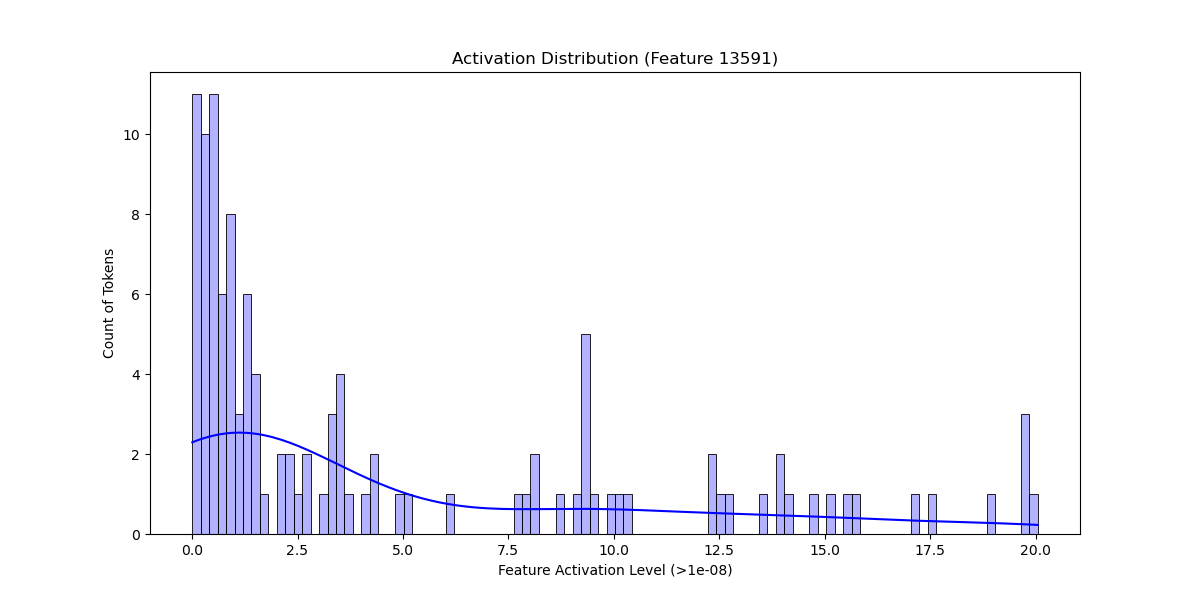 Activation Distribution (Feature 13591)
Count of Tokens
10
8
6
4
2
0
0.0 2.5 5.0 7.5 10.0 12.5 15.0 17.5 20.0
Feature Activation Level (>1e-08)